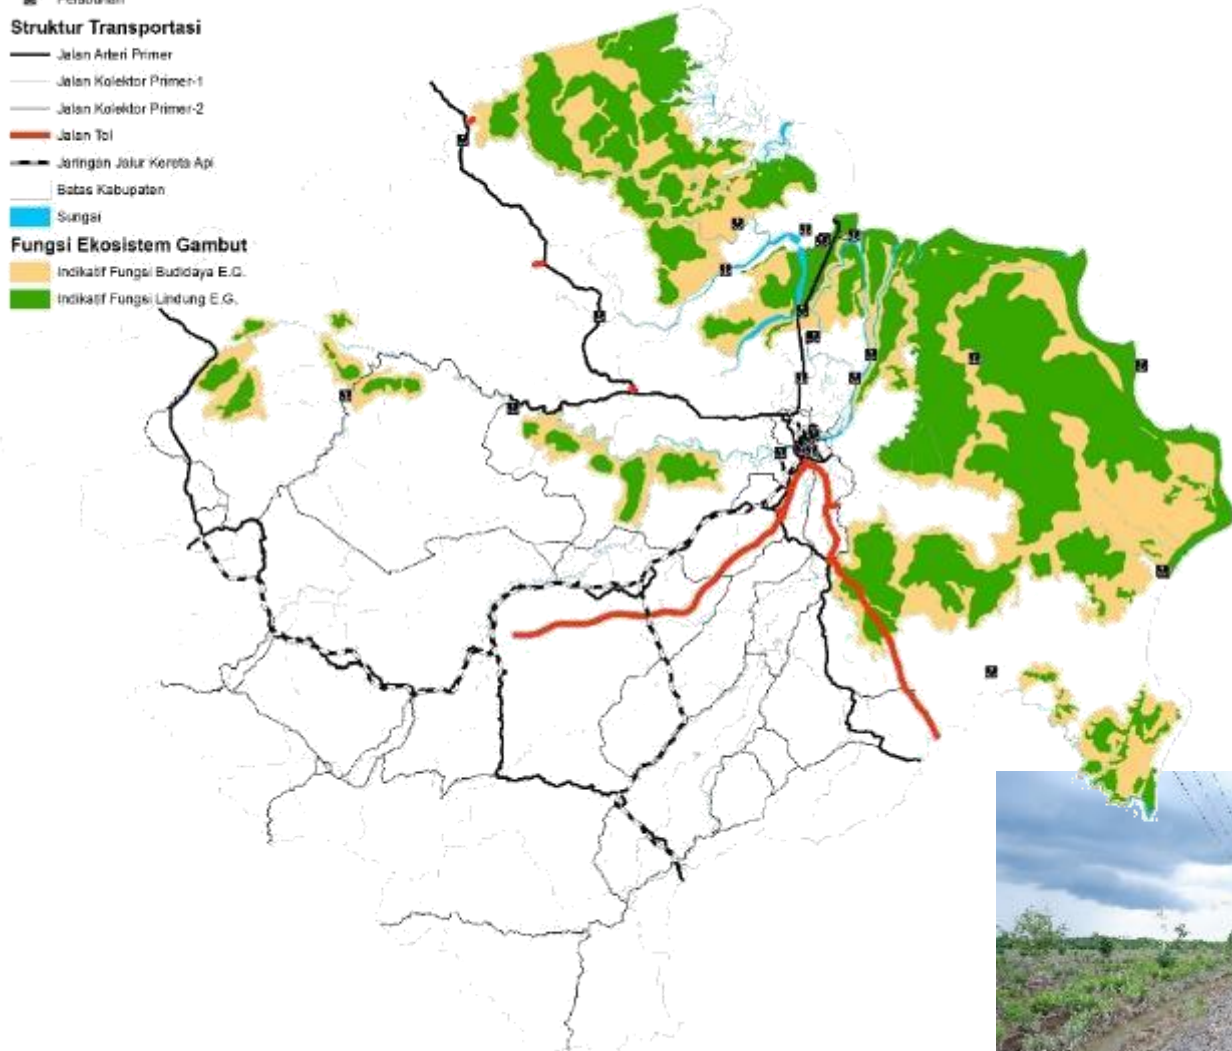 Pelabuhan
Struktur Transportasi
Jalan Arteri Primer
Jalan Kolektor Primer-1
Jalan Kolektor Primer-2
Jalan Tol
Jaringan Jalur Kereta Api
Batas Kabupaten
Sungai
Fungsi Ekosistem Gambut
Indikatif Fungsi Budidaya E.G.
Indikatif Fungsi Lindung E.G.